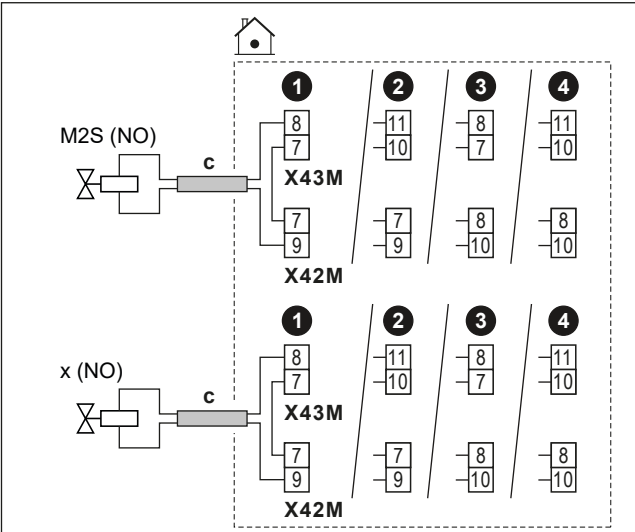 1 2 3 4
M2S (NO)
8 11 8 11
7 10 7 10
c
X43M
7 7 8 8
9 9 10 10
X42M
1 2 3 4
x (NO)
8 11 8 11
7 10 7 10
c
X43M
7 7 8 8
9 9 10 10
X42M